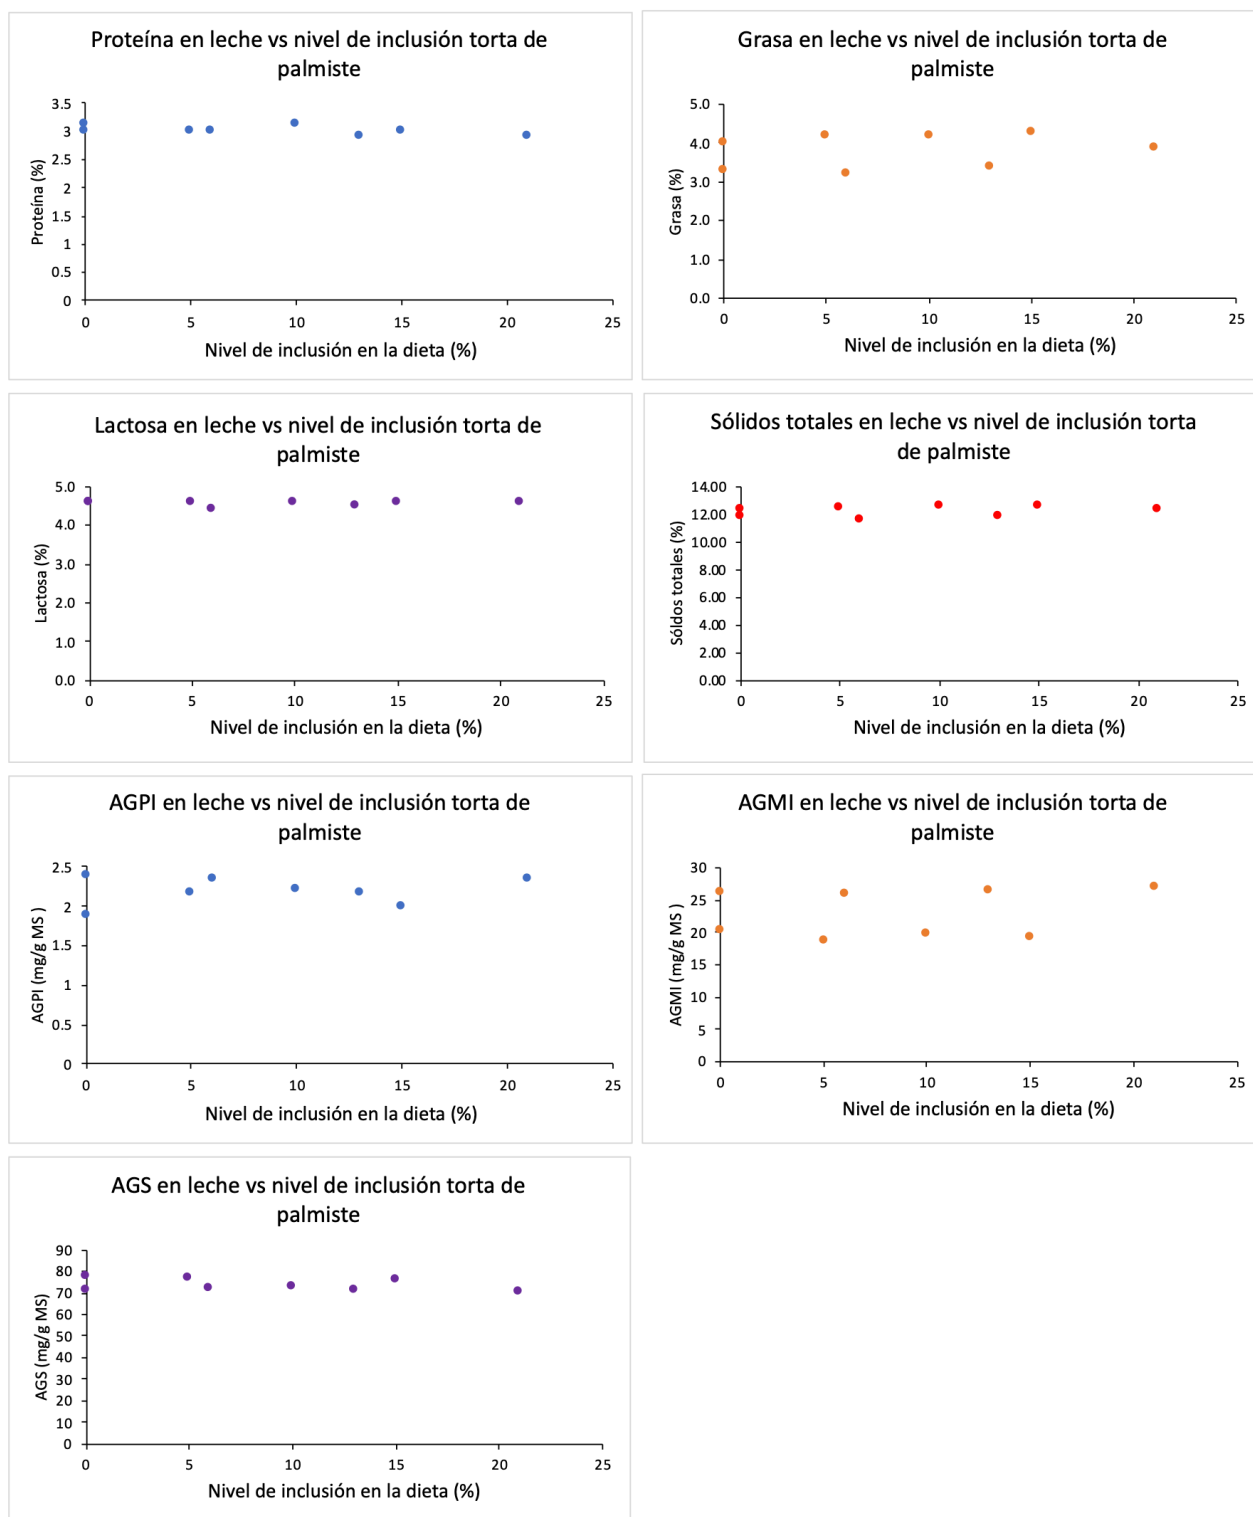 Proteína en leche vs nivel de inclusión torta de
palmiste
3.5
3
2.5
2
1.5
1
0.5
0
Proteína (%)
0 5 10 15 20 25
Nivel de inclusión en la dieta (%)
Grasa en leche vs nivel de inclusión torta de
palmiste
5.0
4.0
3.0
2.0
1.0
0.0
Grasa (%)
0 5 10 15 20 25
Nivel de inclusión en la dieta (%)
Lactosa en leche vs nivel de inclusión torta de
palmiste
5.0
4.0
3.0
2.0
1.0
0.0
Lactosa (%)
0 5 10 15 20 25
Nivel de inclusión en la dieta (%)
Sólidos totales en leche vs nivel de inclusión torta
de palmiste
14.00
12.00
10.00
8.00
6.00
4.00
2.00
0.00
Sóldos totales (%)
0 5 10 15 20 25
Nivel de inclusión en la dieta (%)
AGPI en leche vs nivel de inclusión torta de
palmiste
2.5
2
1.5
1
0.5
0
AGPI (mg/g MS )
0 5 10 15 20 25
Nivel de inclusión en la dieta (%)
AGMI en leche vs nivel de inclusión torta de
palmiste
30
25
20
15
10
5
0
AGMI (mg/g MS )
0 5 10 15 20 25
Nivel de inclusión en la dieta (%)
AGS en leche vs nivel de inclusión torta de
palmiste
90
80
70
60
50
40
30
20
10
0
AGS (mg/g MS)
0 5 10 15 20 25
Nivel de inclusión en la dieta (%)